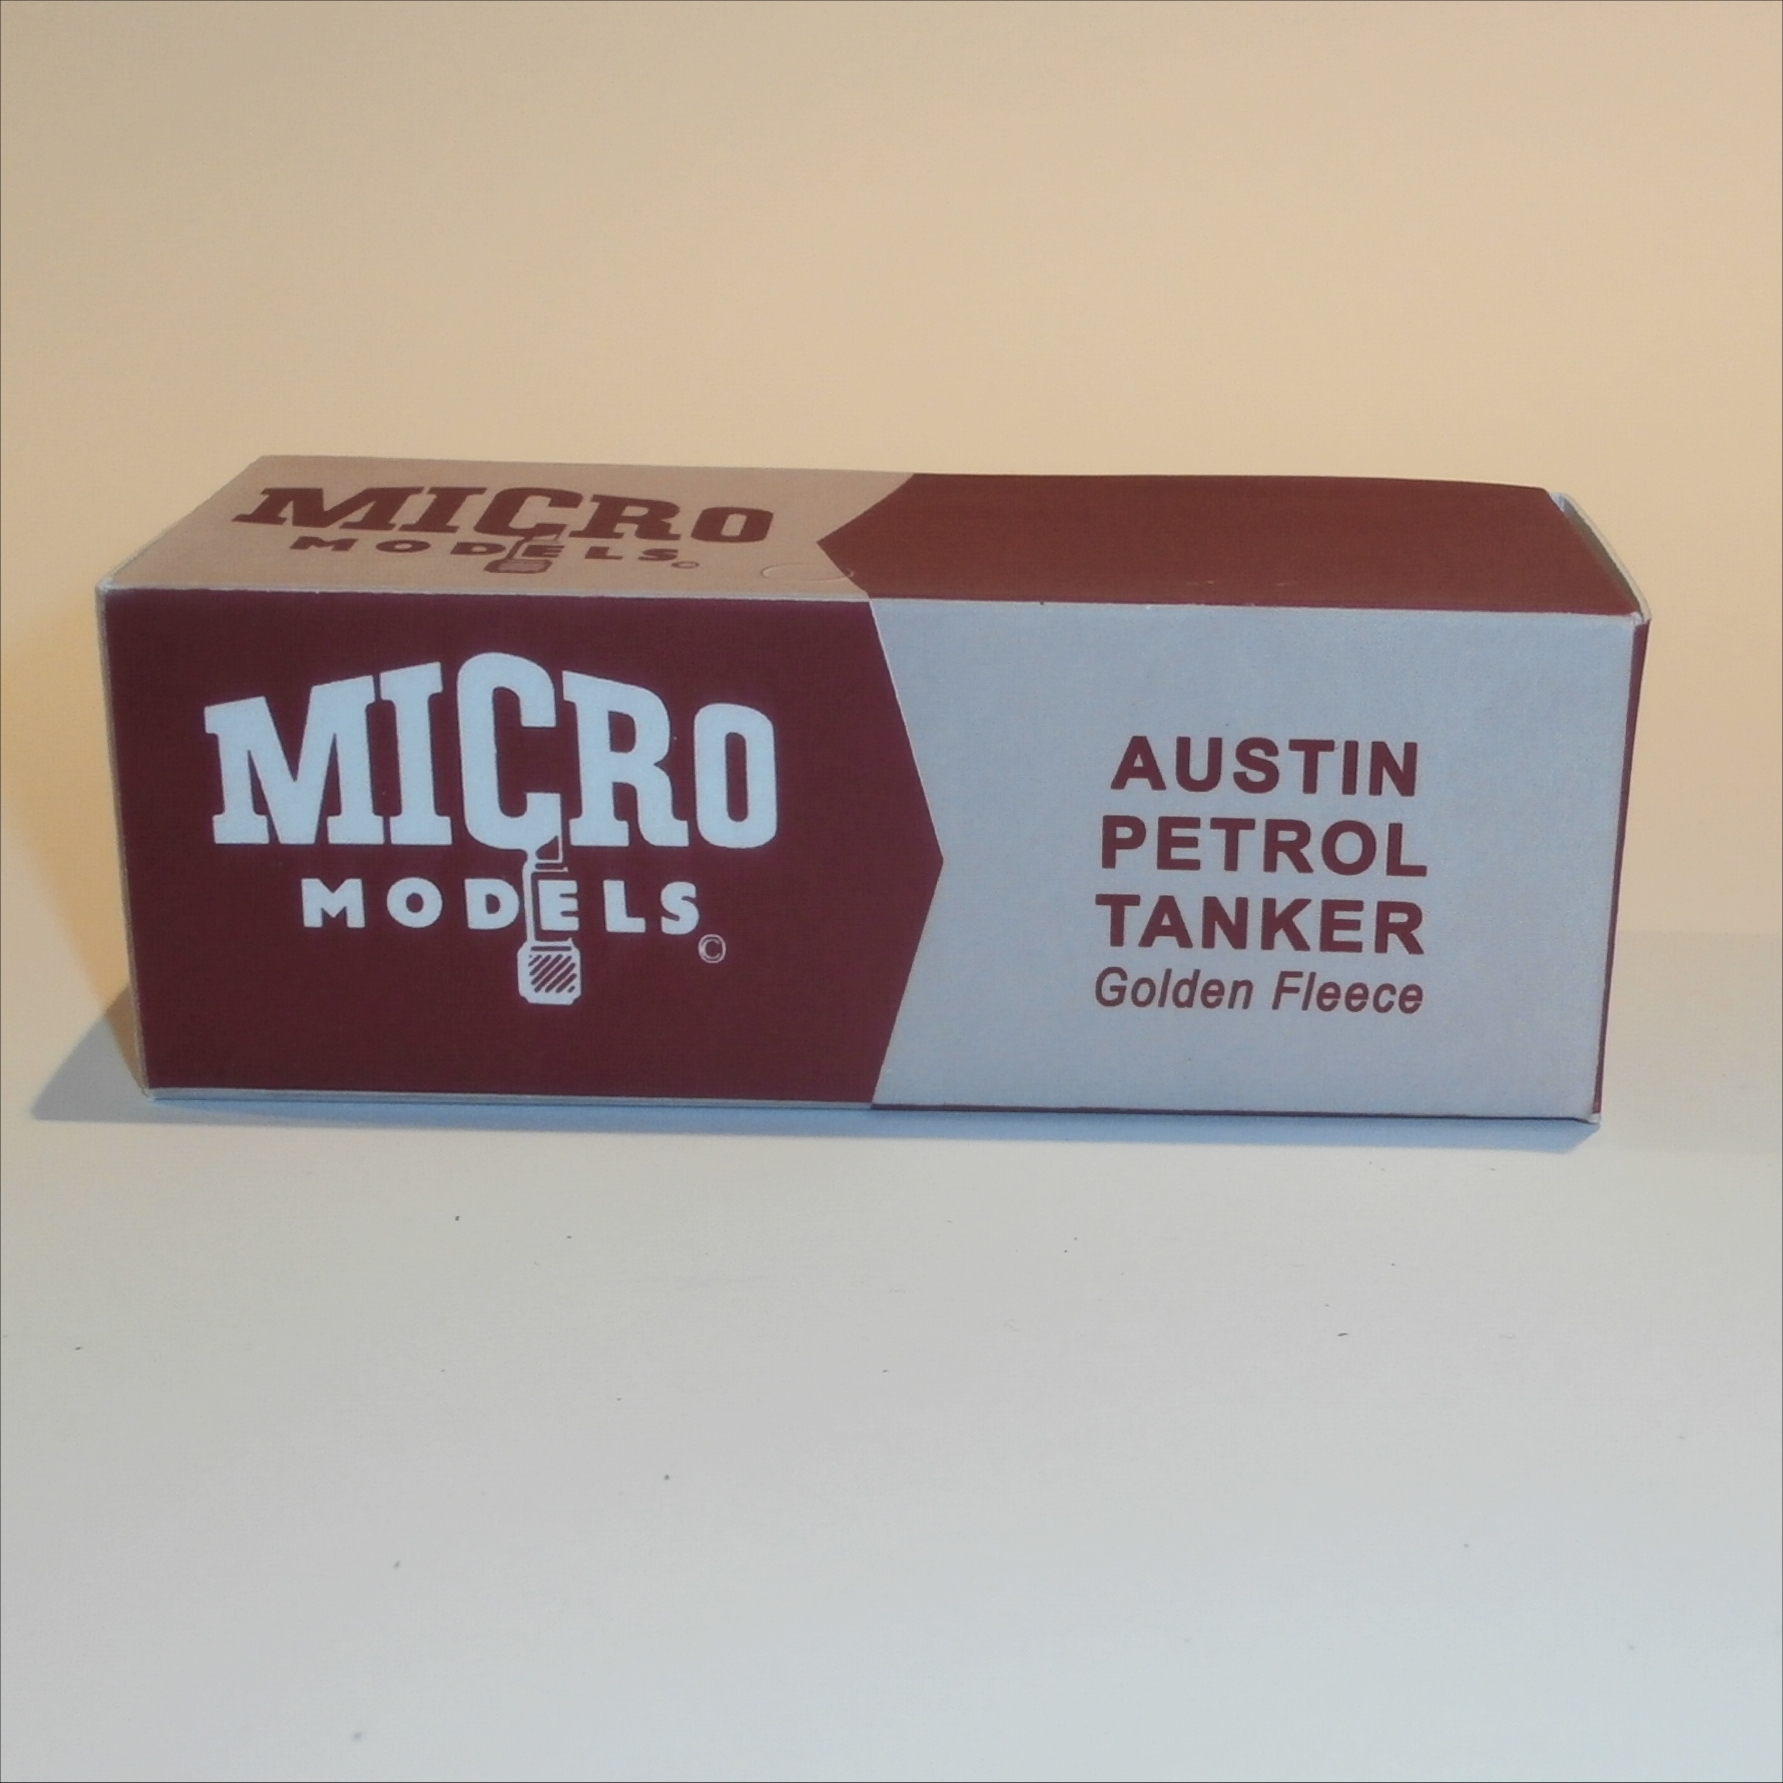 MICRO
MODELS©
MICRO
MODELS
©
AUSTIN
PETROL
TANKER
Golden Fleece